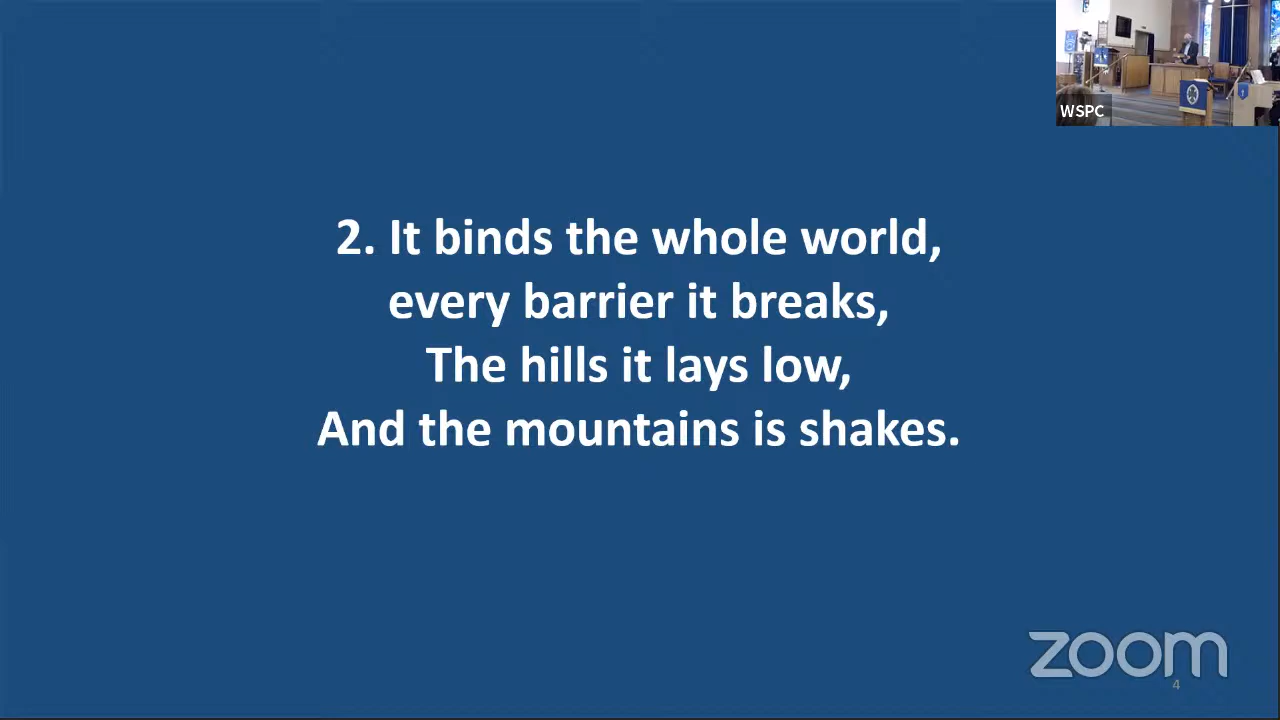 WSPC
2. It binds the whole world,
every barrier it breaks,
The hills it lays low,
And the mountains is shakes.
zoom
4